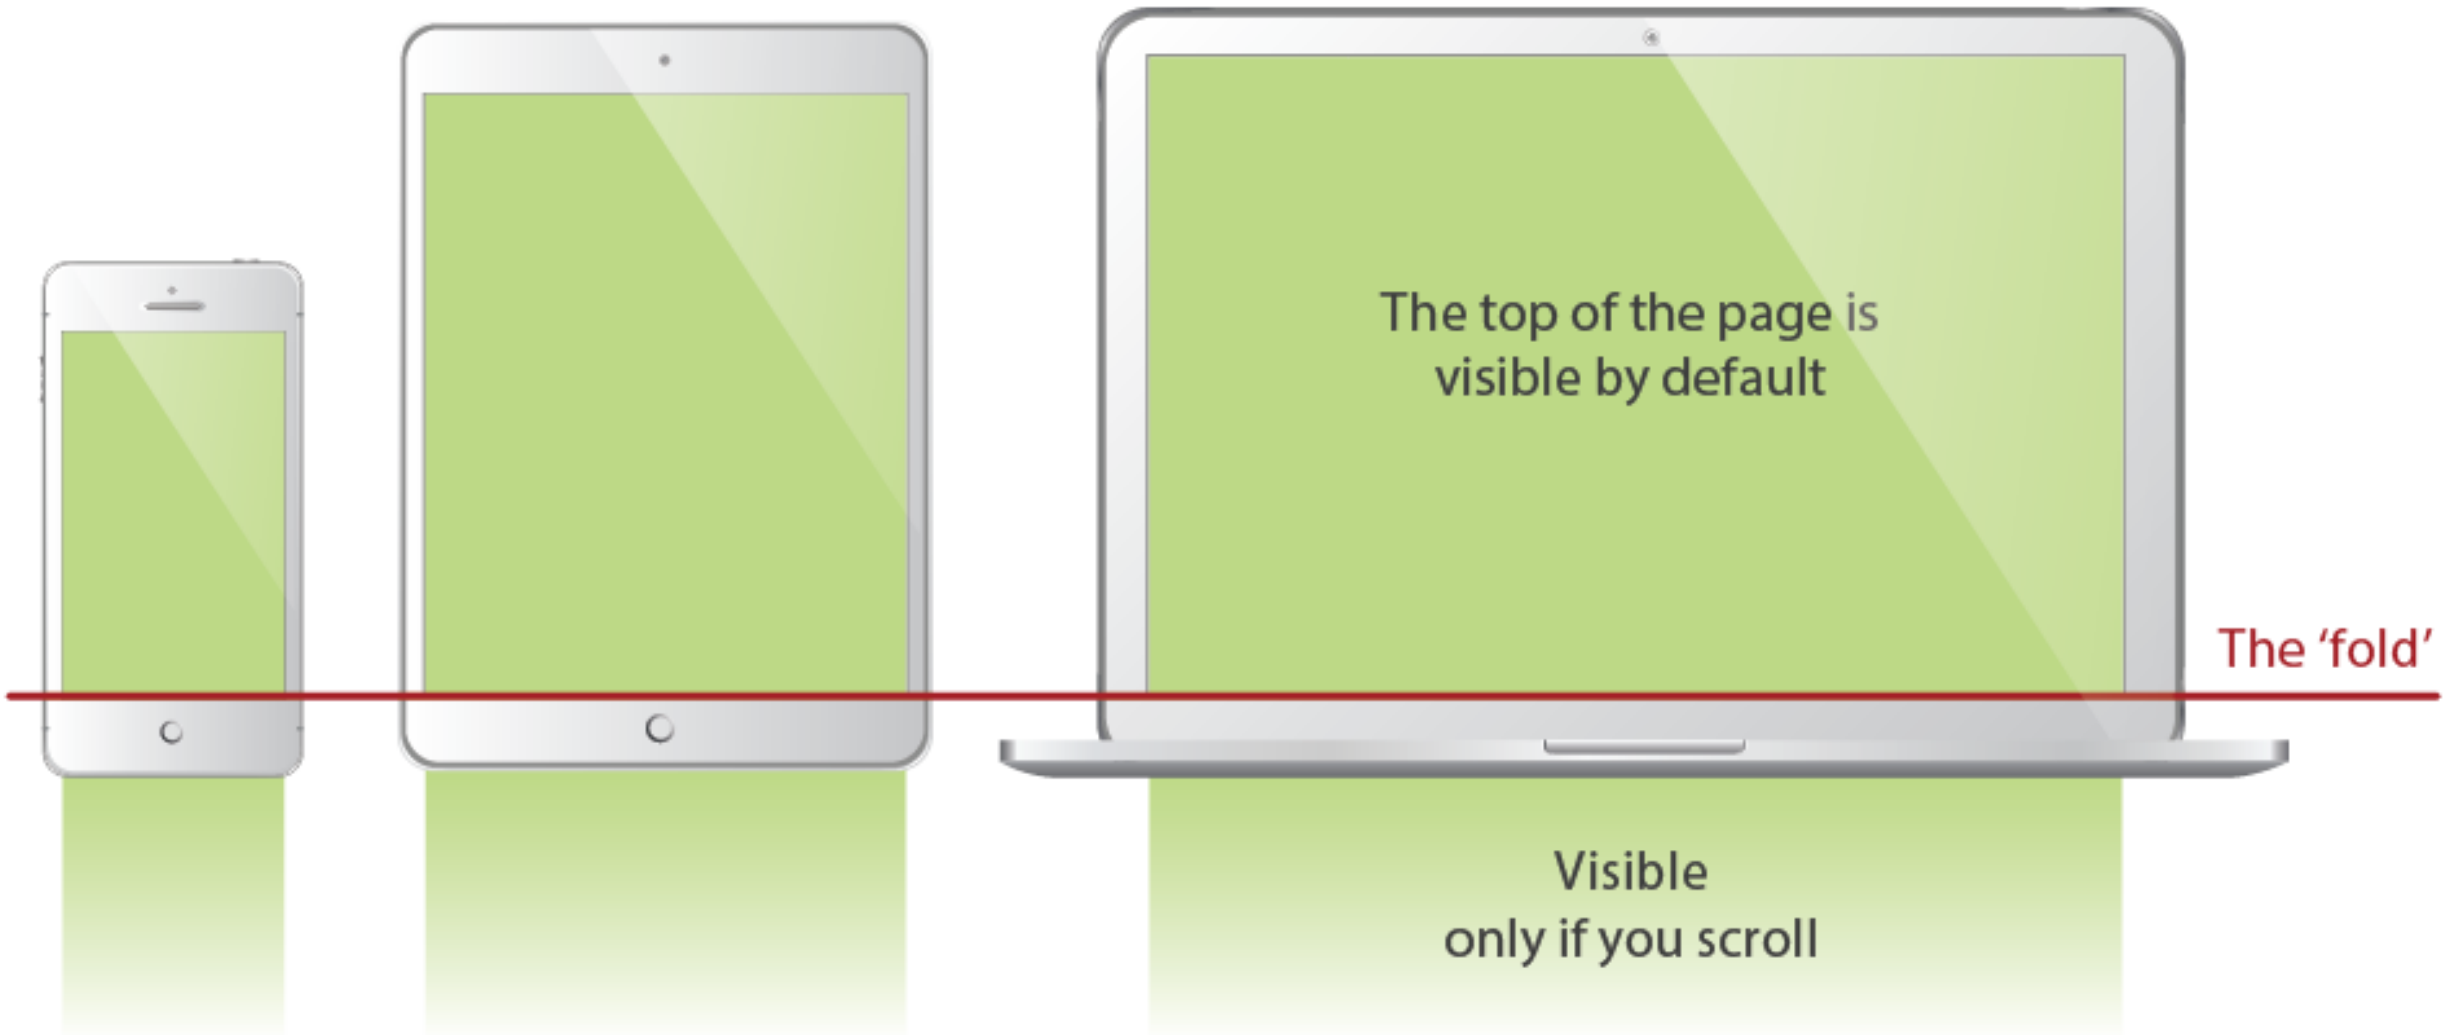 The top of the page is
visible by default
The ‘fold’
Visible
only if you scroll